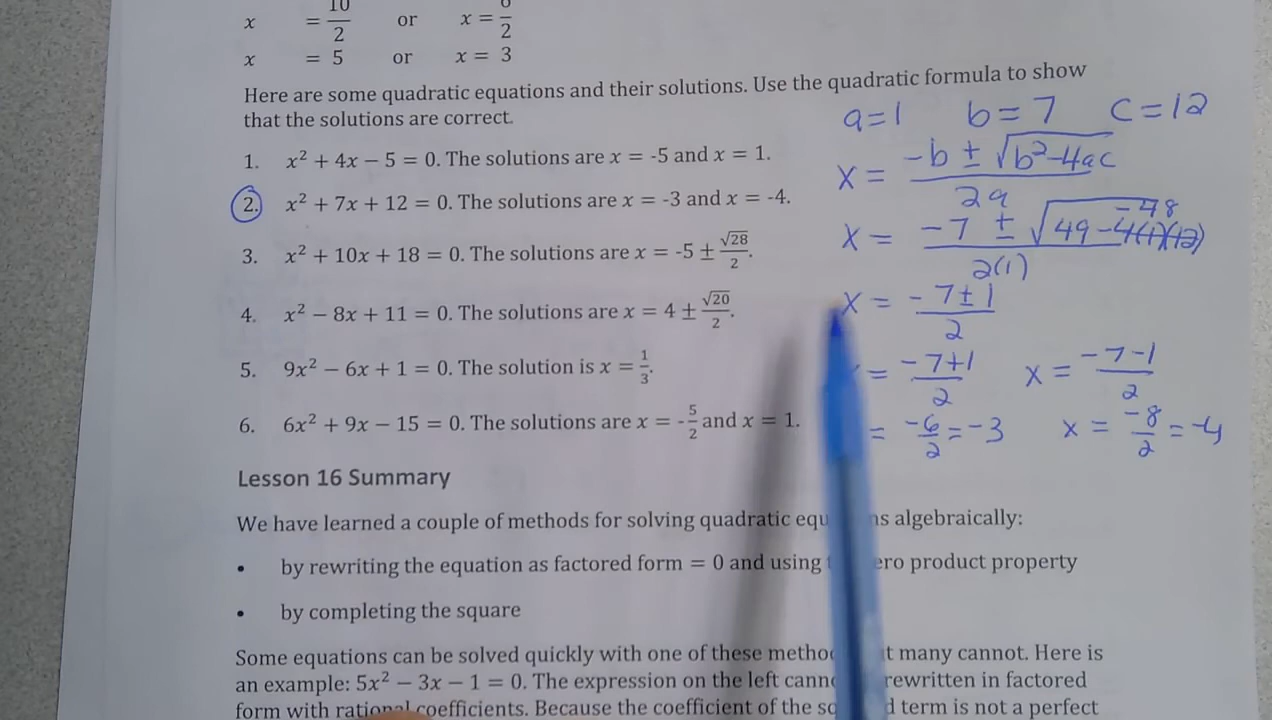 x = 10/2 or x = 6/2
x = 5 or x = 3
Here are some quadratic equations and their solutions. Use the quadratic formula to show
that the solutions are correct.
1. x² + 4x − 5 = 0. The solutions are x = -5 and x = 1.
2. x² + 7x + 12 = 0. The solutions are x = -3 and x = -4.
3. x² + 10x + 18 = 0. The solutions are x = -5 ± √28/2.
4. x² − 8x + 11 = 0. The solutions are x = 4 ± √20/2.
5. 9x² − 6x + 1 = 0. The solution is x = 1/3.
6. 6x² + 9x − 15 = 0. The solutions are x = -5/2 and x = 1.
a=1 b=7 c=12
x = -b ± √b²-4ac / 2a
-48
x = -7 ± √49-4(1)(12) / 2(1)
x = -7±1 / 2
= -7+1 / 2 x = -7-1 / 2
= -6/2 = -3 x = -8/2 = -4
Lesson 16 Summary
We have learned a couple of methods for solving quadratic algebraically:
• by rewriting the equation as factored form = 0 and using product property
• by completing the square
Some equations can be solved quickly with one of these many cannot. Here is
an example: 5x² − 3x − 1 = 0. The expression on the left rewritten in factored
form with rational coefficients. Because the coefficient of the term is not a perfect